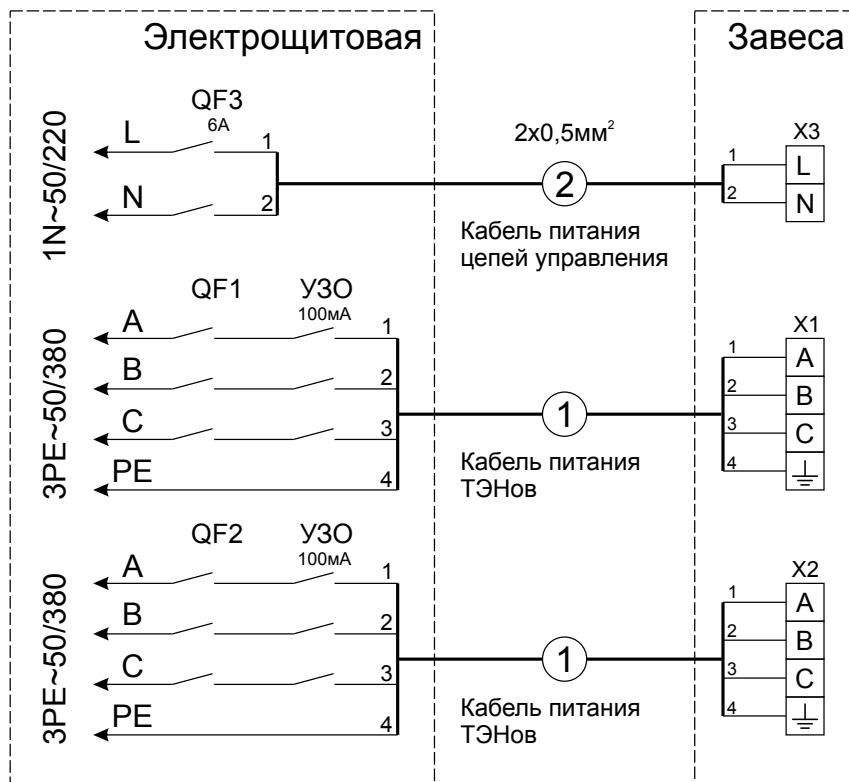 Электрощитовая
Завеса
1N~50/220
QF3
6А
L
1
N
2
2x0,5мм²
2
Кабель питания
цепей управления
X3
1
L
2
N
3PE~50/380
QF1
УЗО
100мА
A
1
B
2
C
3
PE
4
1
Кабель питания
ТЭНов
X1
1
A
2
B
3
C
4
3PE~50/380
QF2
УЗО
100мА
A
1
B
2
C
3
PE
4
1
Кабель питания
ТЭНов
X2
1
A
2
B
3
C
4